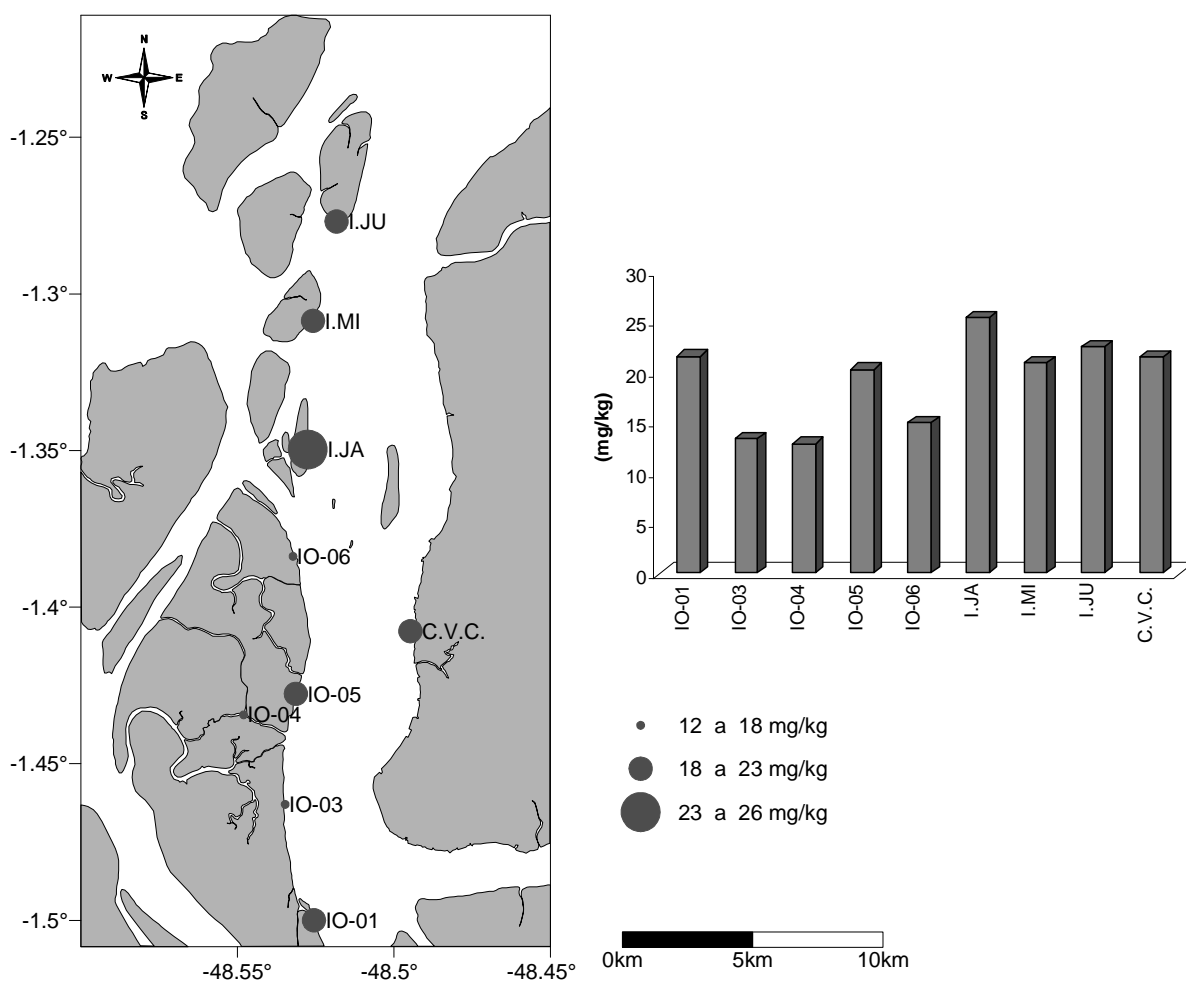 N
W E
S
-1.25°
-1.3°
-1.35°
-1.4°
-1.45°
-1.5°
-48.55° -48.5° -48.45°
I.JU
I.MI
I.JA
IO-06
C.V.C.
IO-05
IO-04
IO-03
IO-01
(mg/kg)
30
25
20
15
10
5
0
IO-01 IO-03 IO-04 IO-05 IO-06 I.JA I.MI I.JU C.V.C.
12 a 18 mg/kg
18 a 23 mg/kg
23 a 26 mg/kg
0km 5km 10km